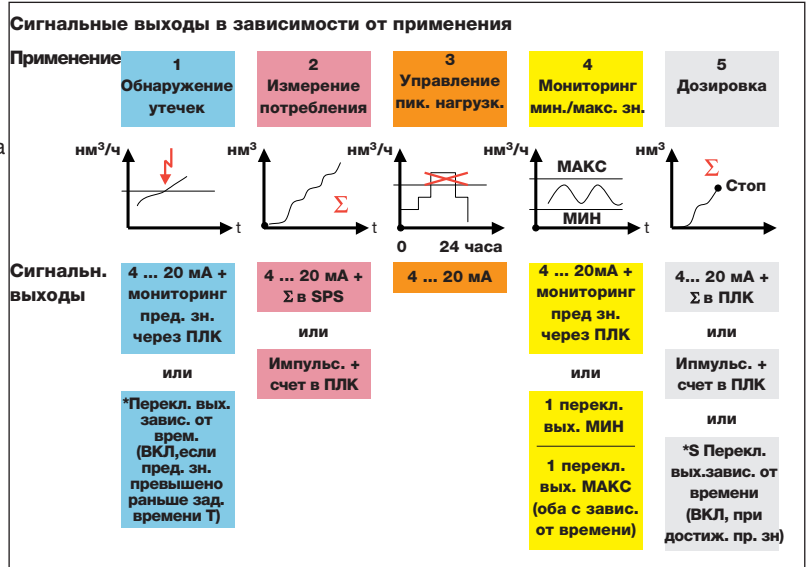 Сигнальные выходы в зависимости от применения
Применение
1
Обнаружение
утечек
2
Измерение
потребления
3
Управление
пик. нагрузк.
4
Мониторинг
мин./макс. зн.
5
Дозировка
а
нм³/ч
t
нм³
Σ
t
нм³/ч
0 24 часа
нм³/ч
МАКС
МИН
t
нм³
Σ
Стоп
Сигнальн.
выходы
4 ... 20 мА +
мониторинг
пред. зн.
через ПЛК
или
*Перекл. вых.
завис. от
врем.
(ВКЛ,если
пред. зн.
превышено
раньше зад.
времени Т)
4 ... 20 мА +
Σ в SPS
или
Импульс. +
счет в ПЛК
4 ... 20 мА
4 ... 20мА +
мониторинг
пред зн.
через ПЛК
или
1 перекл.
вых. МИН
1 перекл.
вых. МАКС
(оба с завис.
от времени)
4...20 мА +
Σ в ПЛК
или
Ипмульс. +
счет в ПЛК
или
*S Перекл.
вых.завис. от
времени
(ВКЛ, при
достиж. пр. зн)